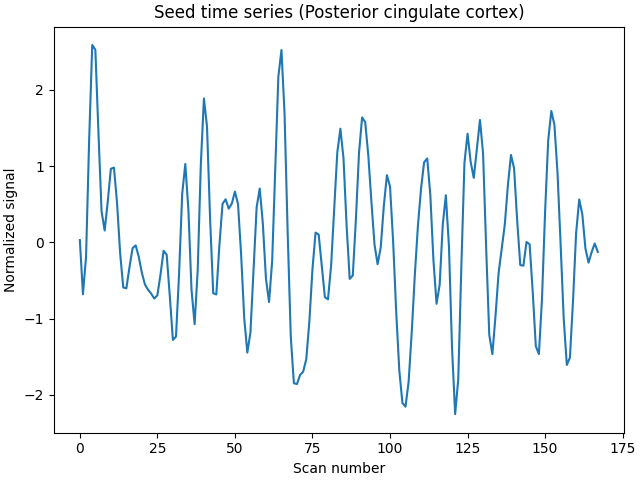 Seed time series (Posterior cingulate cortex)
Normalized signal
2
1
0
−1
−2
0 25 50 75 100 125 150 175
Scan number